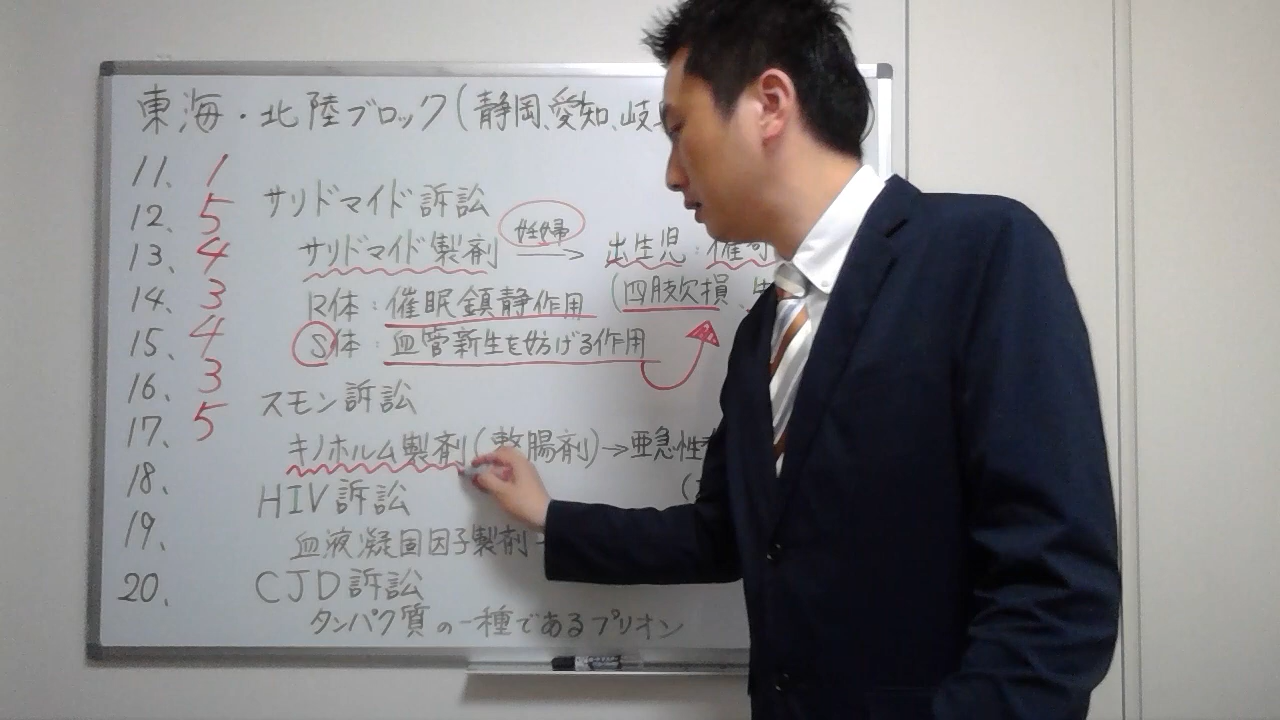 東海・北陸ブロック(静岡、愛知、岐
11、 1
12、 5
13、 4
14、 3
15、 4
16、 3
17、 5
18、
19、
20、
サリドマイド訴訟
妊婦
サリドマイド製剤 → 出生児:催奇
R体:催眠鎮静作用 (四肢欠損、
S体:血管新生を妨げる作用
スモン訴訟
キノホルム製剤(整腸剤)→亜急性
HIV訴訟
血液凝固因子製剤
CJD訴訟
タンパク質の一種であるプリオン